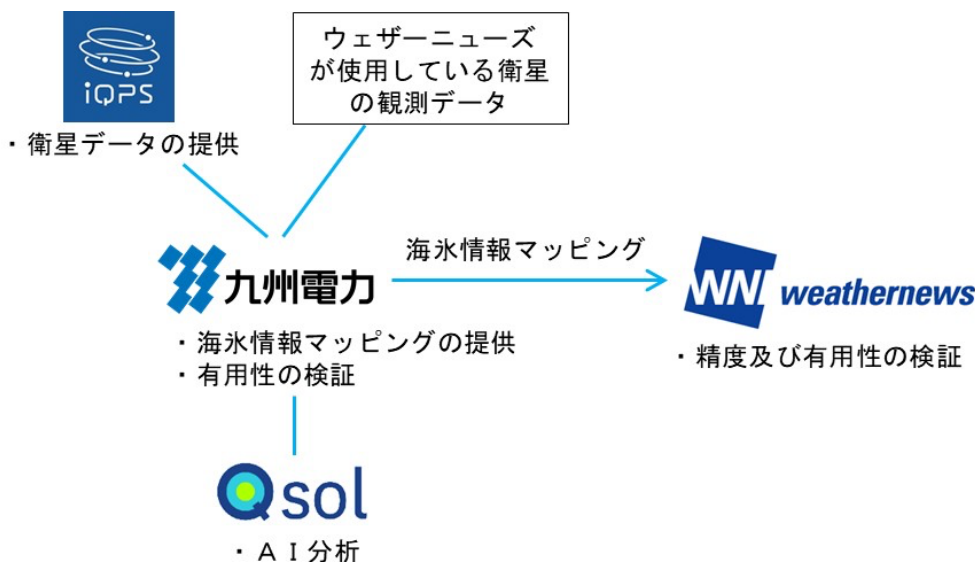 iQPS
・衛星データの提供
ウェザーニューズ
が使用している衛星
の観測データ
九州電力
・海氷情報マッピングの提供
・有用性の検証
海氷情報マッピング
WNI weathernews
・精度及び有用性の検証
Qsol
・ＡＩ分析